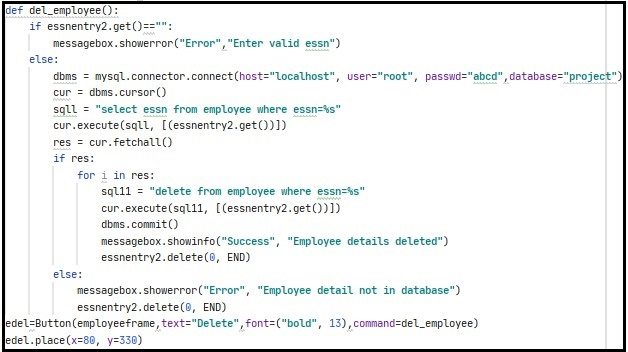 def del_employee():
    if essnentry2.get()=="":
        messagebox.showerror("Error","Enter valid essn")
    else:
        dbms = mysql.connector.connect(host="localhost", user="root", passwd="abcd",database="project")
        cur = dbms.cursor()
        sqll = "select essn from employee where essn=%s"
        cur.execute(sqll, [(essnentry2.get())])
        res = cur.fetchall()
        if res:
            for i in res:
                sql11 = "delete from employee where essn=%s"
                cur.execute(sql11, [(essnentry2.get())])
                dbms.commit()
                messagebox.showinfo("Success", "Employee details deleted")
                essnentry2.delete(0, END)
        else:
            messagebox.showerror("Error", "Employee detail not in database")
            essnentry2.delete(0, END)
edel=Button(employeeframe,text="Delete",font=("bold", 13),command=del_employee)
edel.place(x=80, y=330)